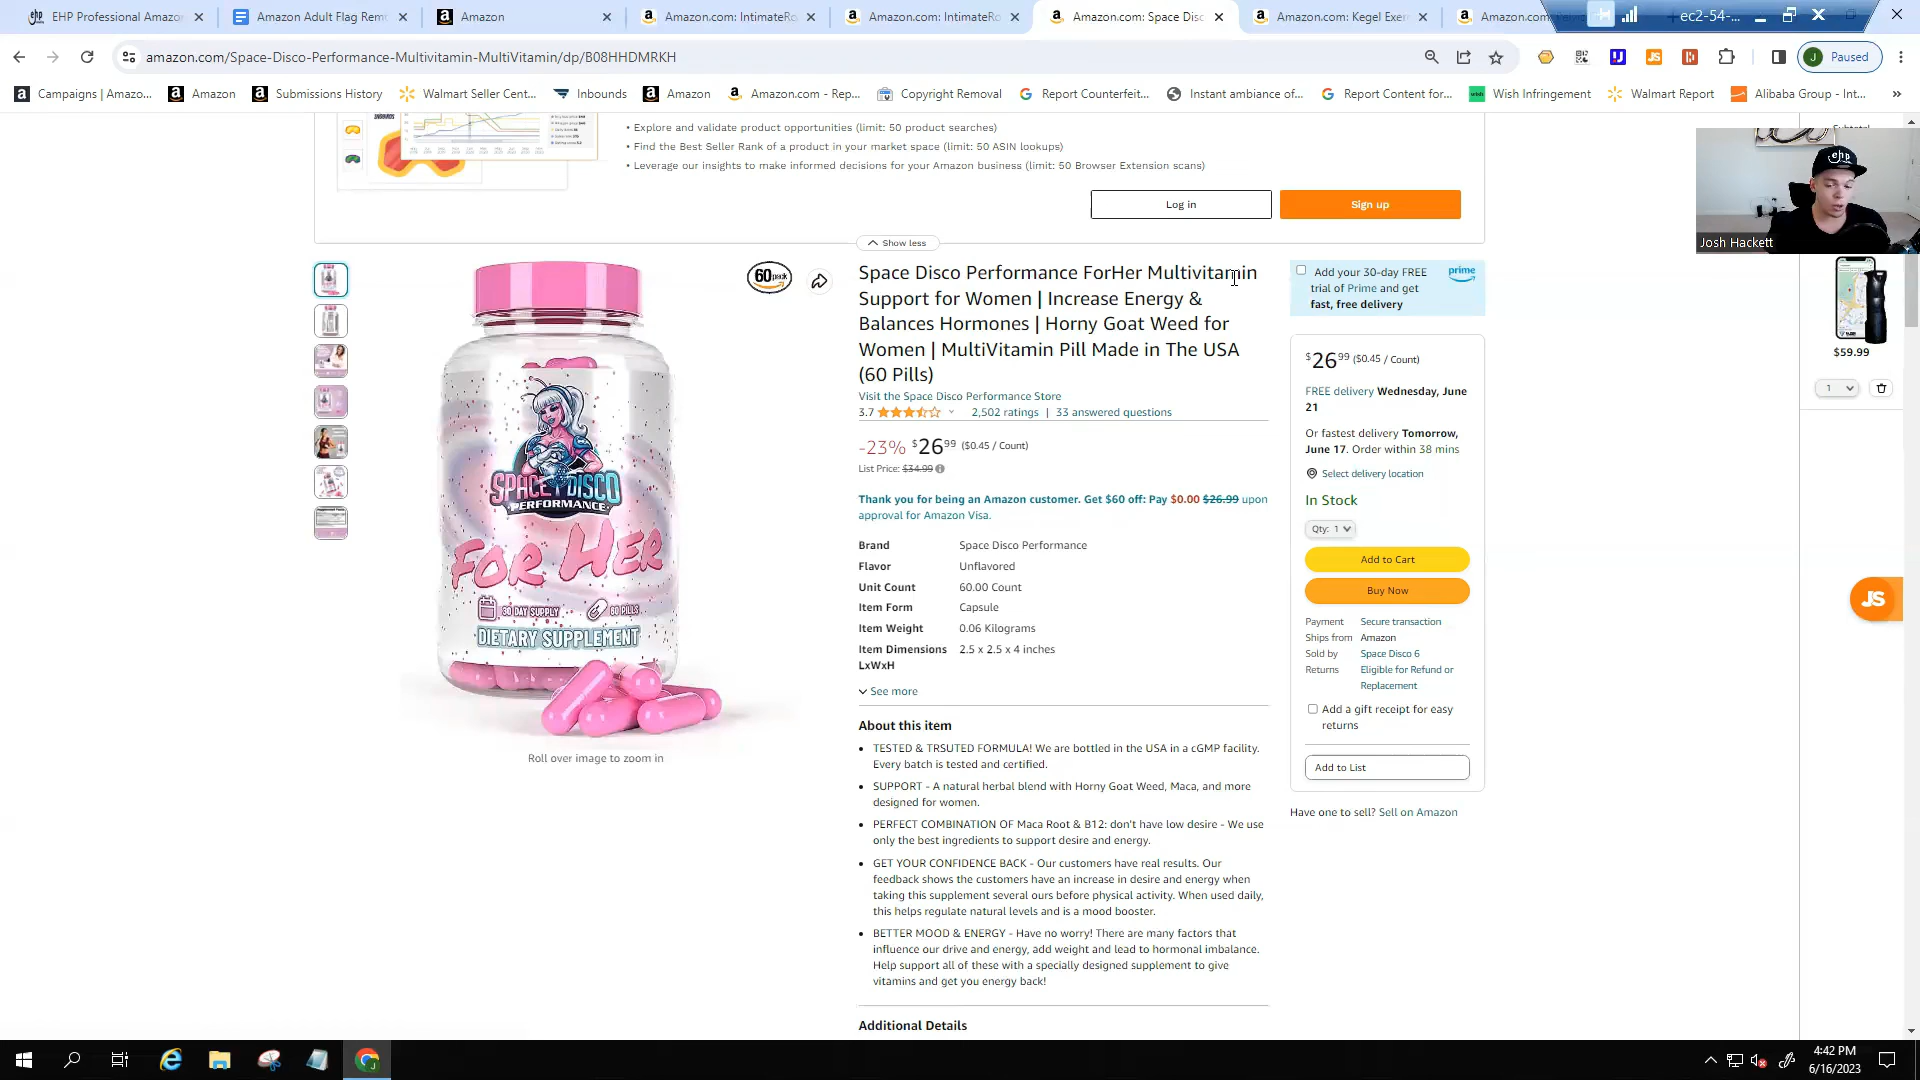 EHP Professional Amazo
Amazon Adult Flag Rem
Amazon
Amazon.com: IntimateRo
Amazon.com: IntimateRo
Amazon.com: Space Disc
Amazon.com: Kegel Exer
Amazon.com:
ec2-54-...
amazon.com/Space-Disco-Performance-Multivitamin-MultiVitamin/dp/B08HHDMRKH
J Paused
Campaigns | Amazo...
Amazon
Submissions History
Walmart Seller Cent...
Inbounds
Amazon
Amazon.com - Rep...
Copyright Removal
Report Counterfeit...
Instant ambiance of...
Report Content for...
Wish Infringement
Walmart Report
Alibaba Group - Int...
• Explore and validate product opportunities (limit: 50 product searches)
• Find the Best Seller Rank of a product in your market space (limit: 50 ASIN lookups)
• Leverage our insights to make informed decisions for your Amazon business (limit: 50 Browser Extension scans)
Log in
Sign up
Show less
ehp
Josh Hackett
60 pack
Space Disco Performance ForHer Multivitamin
Support for Women | Increase Energy &
Balances Hormones | Horny Goat Weed for
Women | MultiVitamin Pill Made in The USA
(60 Pills)
Visit the Space Disco Performance Store
3.7
2,502 ratings | 33 answered questions
-23% $26.99 ($0.45 / Count)
List Price: $34.99
Thank you for being an Amazon customer. Get $60 off: Pay $0.00 $26.99 upon
approval for Amazon Visa.
Brand Space Disco Performance
Flavor Unflavored
Unit Count 60.00 Count
Item Form Capsule
Item Weight 0.06 Kilograms
Item Dimensions 2.5 x 2.5 x 4 inches
LxWxH
See more
About this item
• TESTED & TRSUTED FORMULA! We are bottled in the USA in a cGMP facility.
Every batch is tested and certified.
• SUPPORT - A natural herbal blend with Horny Goat Weed, Maca, and more
designed for women.
• PERFECT COMBINATION OF Maca Root & B12: don't have low desire - We use
only the best ingredients to support desire and energy.
• GET YOUR CONFIDENCE BACK - Our customers have real results. Our
feedback shows the customers have an increase in desire and energy when
taking this supplement several ours before physical activity. When used daily,
this helps regulate natural levels and is a mood booster.
• BETTER MOOD & ENERGY - Have no worry! There are many factors that
influence our drive and energy, add weight and lead to hormonal imbalance.
Help support all of these with a specially designed supplement to give
vitamins and get you energy back!
Additional Details
SPACE DISCO
PERFORMANCE
FOR HER
30 DAY SUPPLY
60 PILLS
DIETARY SUPPLEMENT
Roll over image to zoom in
Add your 30-day FREE
trial of Prime and get
fast, free delivery
prime
$26.99 ($0.45 / Count)
FREE delivery Wednesday, June
21
Or fastest delivery Tomorrow,
June 17. Order within 38 mins
Select delivery location
In Stock
Qty: 1
Add to Cart
Buy Now
Payment Secure transaction
Ships from Amazon
Sold by Space Disco 6
Returns Eligible for Refund or
Replacement
Add a gift receipt for easy
returns
Add to List
Have one to sell? Sell on Amazon
$59.99
1
JS
4:42 PM
6/16/2023